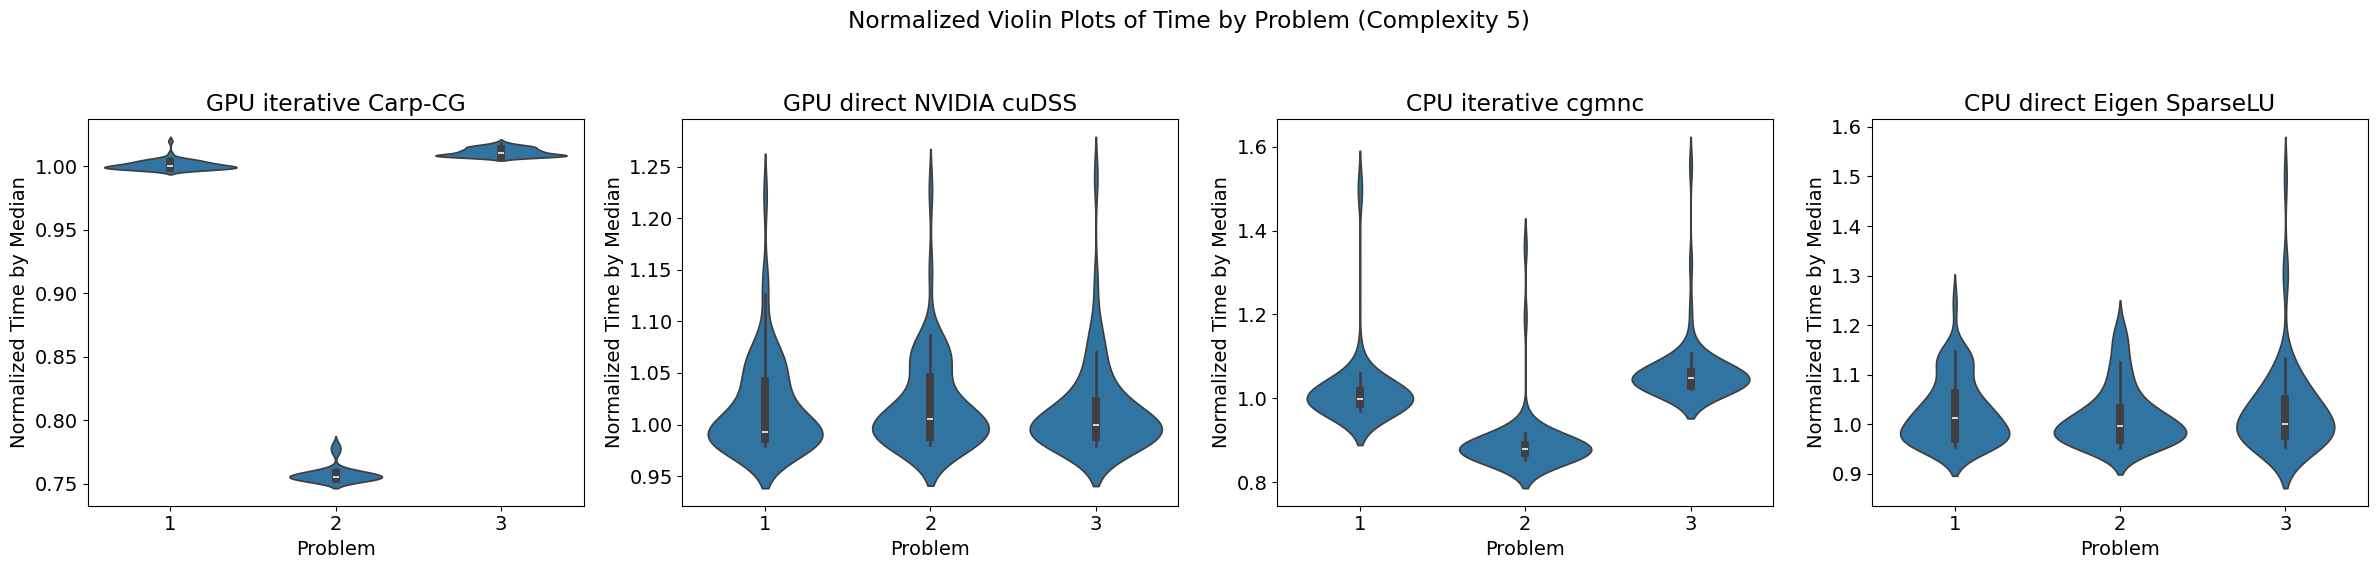 Normalized Violin Plots of Time by Problem (Complexity 5)
GPU iterative Carp-CG
Normalized Time by Median
1.00
0.95
0.90
0.85
0.80
0.75
1 2 3
Problem
GPU direct NVIDIA cuDSS
Normalized Time by Median
1.25
1.20
1.15
1.10
1.05
1.00
0.95
1 2 3
Problem
CPU iterative cgmnc
Normalized Time by Median
1.6
1.4
1.2
1.0
0.8
1 2 3
Problem
CPU direct Eigen SparseLU
Normalized Time by Median
1.6
1.5
1.4
1.3
1.2
1.1
1.0
0.9
1 2 3
Problem